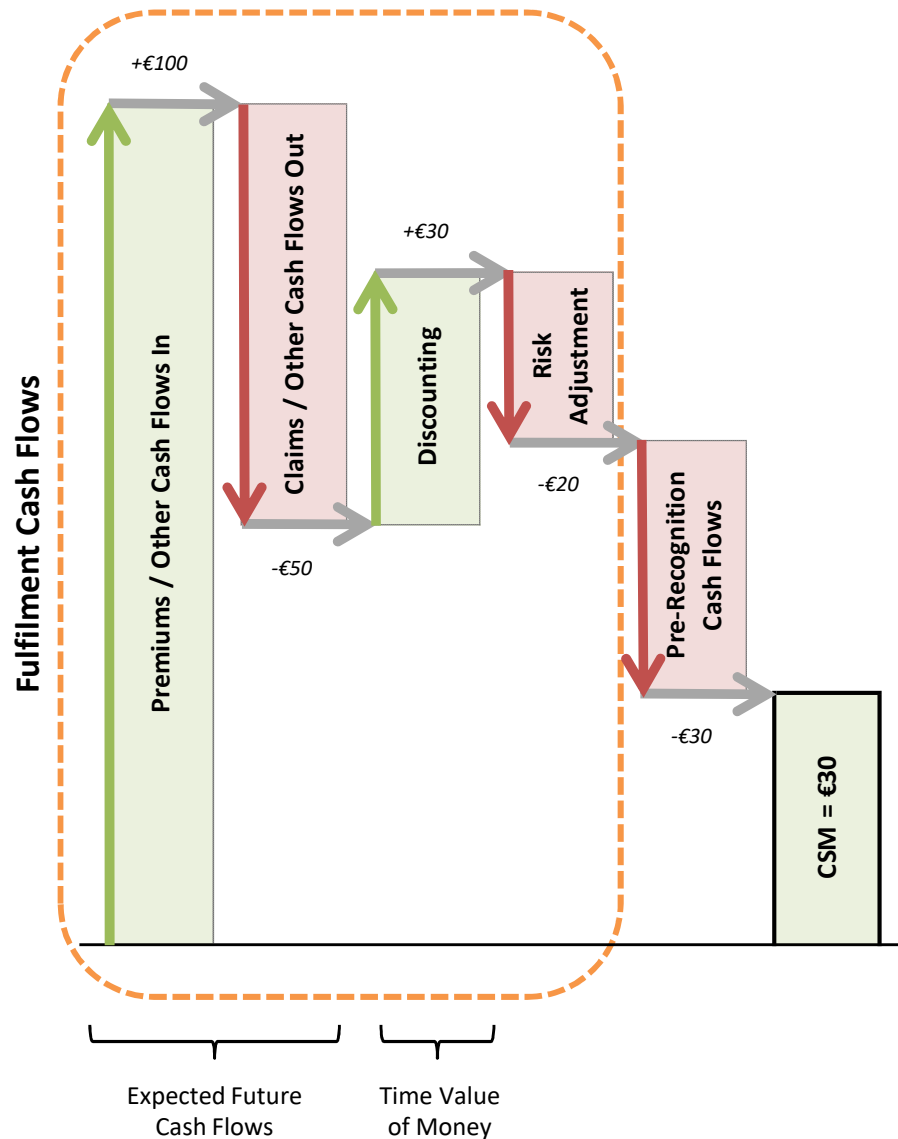 +€100
Fulfilment Cash Flows
Premiums / Other Cash Flows In
Claims / Other Cash Flows Out
-€50
+€30
Discounting
Risk
Adjustment
-€20
Pre-Recognition
Cash Flows
-€30
CSM = €30
Expected Future
Cash Flows
Time Value
of Money